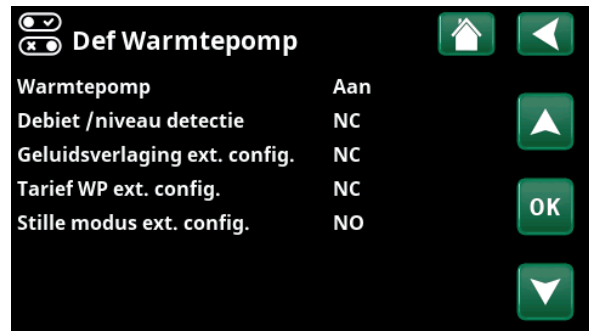 Def Warmtepomp
Warmtepomp Aan
Debiet /niveau detectie NC
Geluidsverlaging ext. config. NC
Tarief WP ext. config. NC
Stille modus ext. config. NO
OK